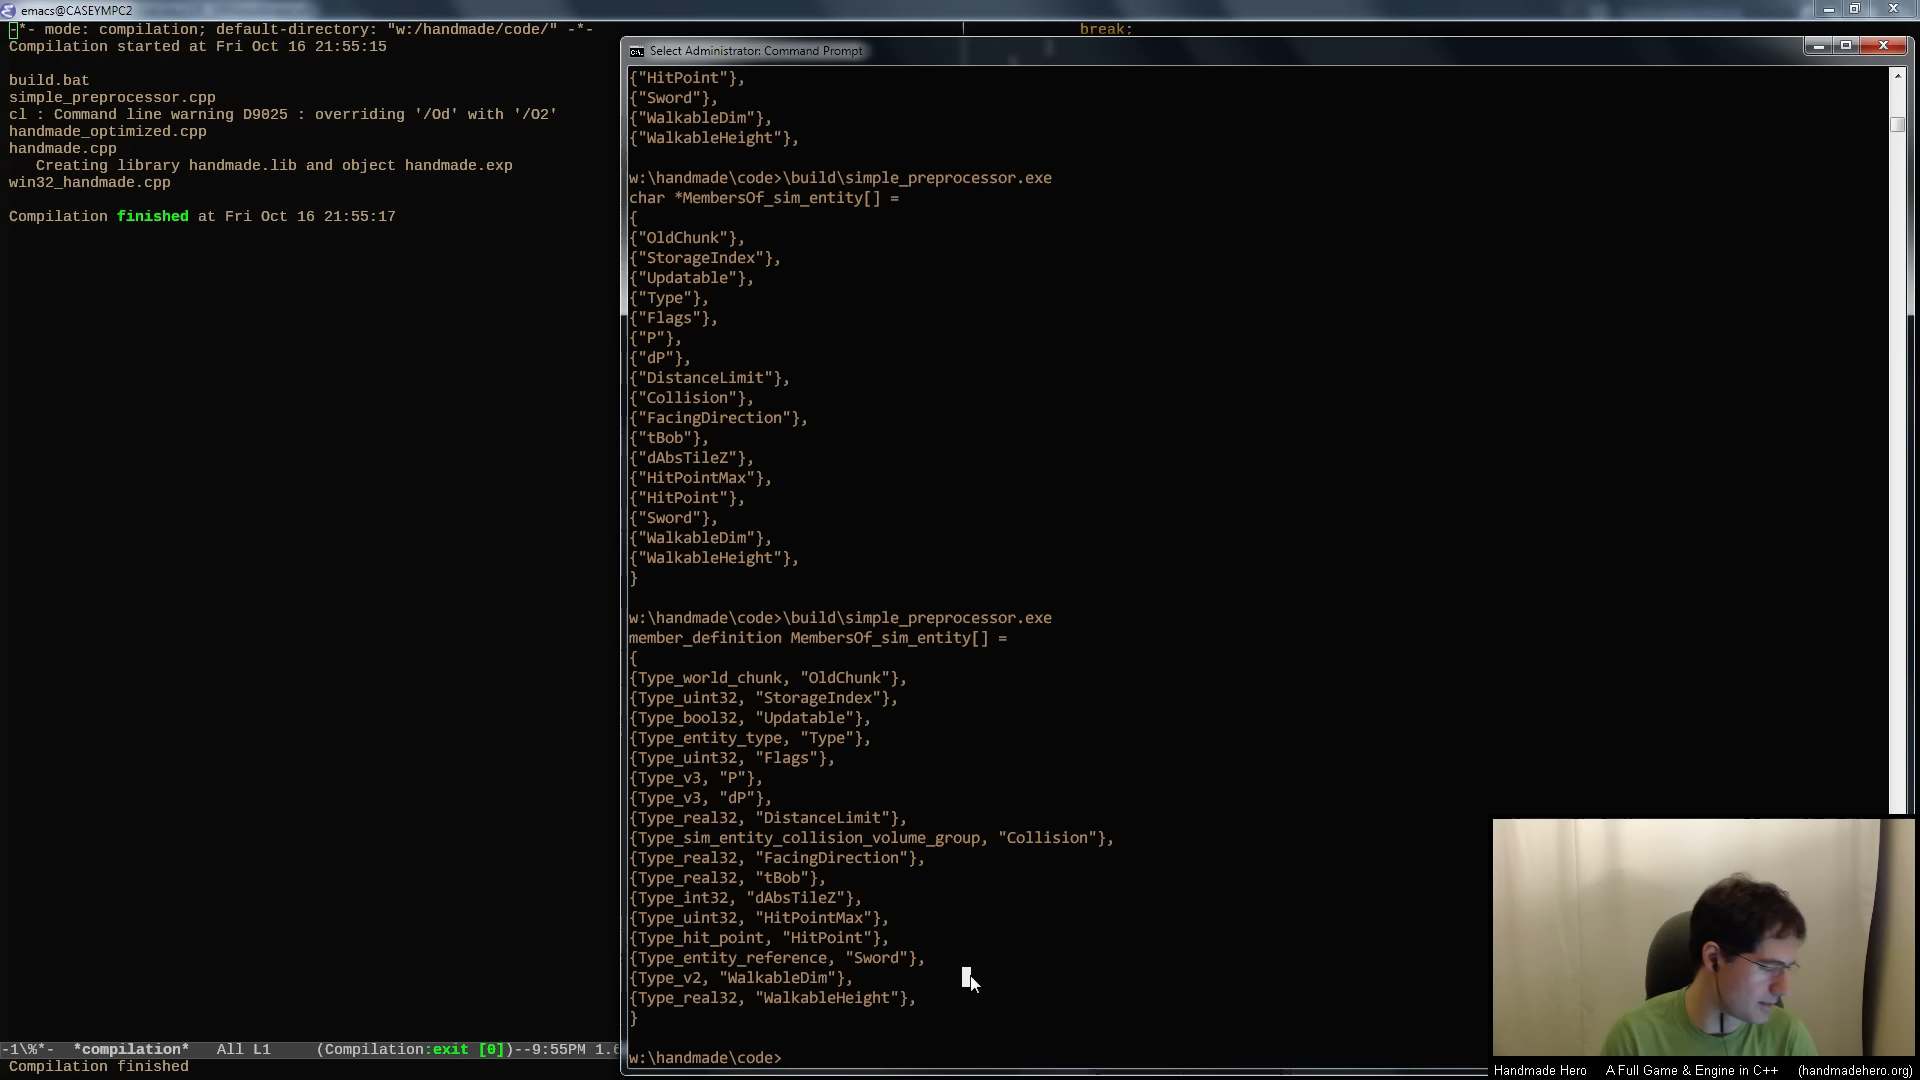 emacs@CASEYMPC2
-*- mode: compilation; default-directory: "w:/handmade/code/" -*-
Compilation started at Fri Oct 16 21:55:15
build.bat
simple_preprocessor.cpp
cl : Command line warning D9025 : overriding '/Od' with '/O2'
handmade_optimized.cpp
handmade.cpp
Creating library handmade.lib and object handmade.exp
win32_handmade.cpp
Compilation finished at Fri Oct 16 21:55:17
-1\%*- *compilation* All L1 (Compilation:exit [0])--9:55PM 1.
Compilation finished
break;
Select Administrator: Command Prompt
{"HitPoint"},
{"Sword"},
{"WalkableDim"},
{"WalkableHeight"},
w:\handmade\code>\build\simple_preprocessor.exe
char *MembersOf_sim_entity[] =
{
{"OldChunk"},
{"StorageIndex"},
{"Updatable"},
{"Type"},
{"Flags"},
{"P"},
{"dP"},
{"DistanceLimit"},
{"Collision"},
{"FacingDirection"},
{"tBob"},
{"dAbsTileZ"},
{"HitPointMax"},
{"HitPoint"},
{"Sword"},
{"WalkableDim"},
{"WalkableHeight"},
}
w:\handmade\code>\build\simple_preprocessor.exe
member_definition MembersOf_sim_entity[] =
{
{Type_world_chunk, "OldChunk"},
{Type_uint32, "StorageIndex"},
{Type_bool32, "Updatable"},
{Type_entity_type, "Type"},
{Type_uint32, "Flags"},
{Type_v3, "P"},
{Type_v3, "dP"},
{Type_real32, "DistanceLimit"},
{Type_sim_entity_collision_volume_group, "Collision"},
{Type_real32, "FacingDirection"},
{Type_real32, "tBob"},
{Type_int32, "dAbsTileZ"},
{Type_uint32, "HitPointMax"},
{Type_hit_point, "HitPoint"},
{Type_entity_reference, "Sword"},
{Type_v2, "WalkableDim"},
{Type_real32, "WalkableHeight"},
}
w:\handmade\code>
Handmade Hero A Full Game & Engine in C++ (handmadehero.org)